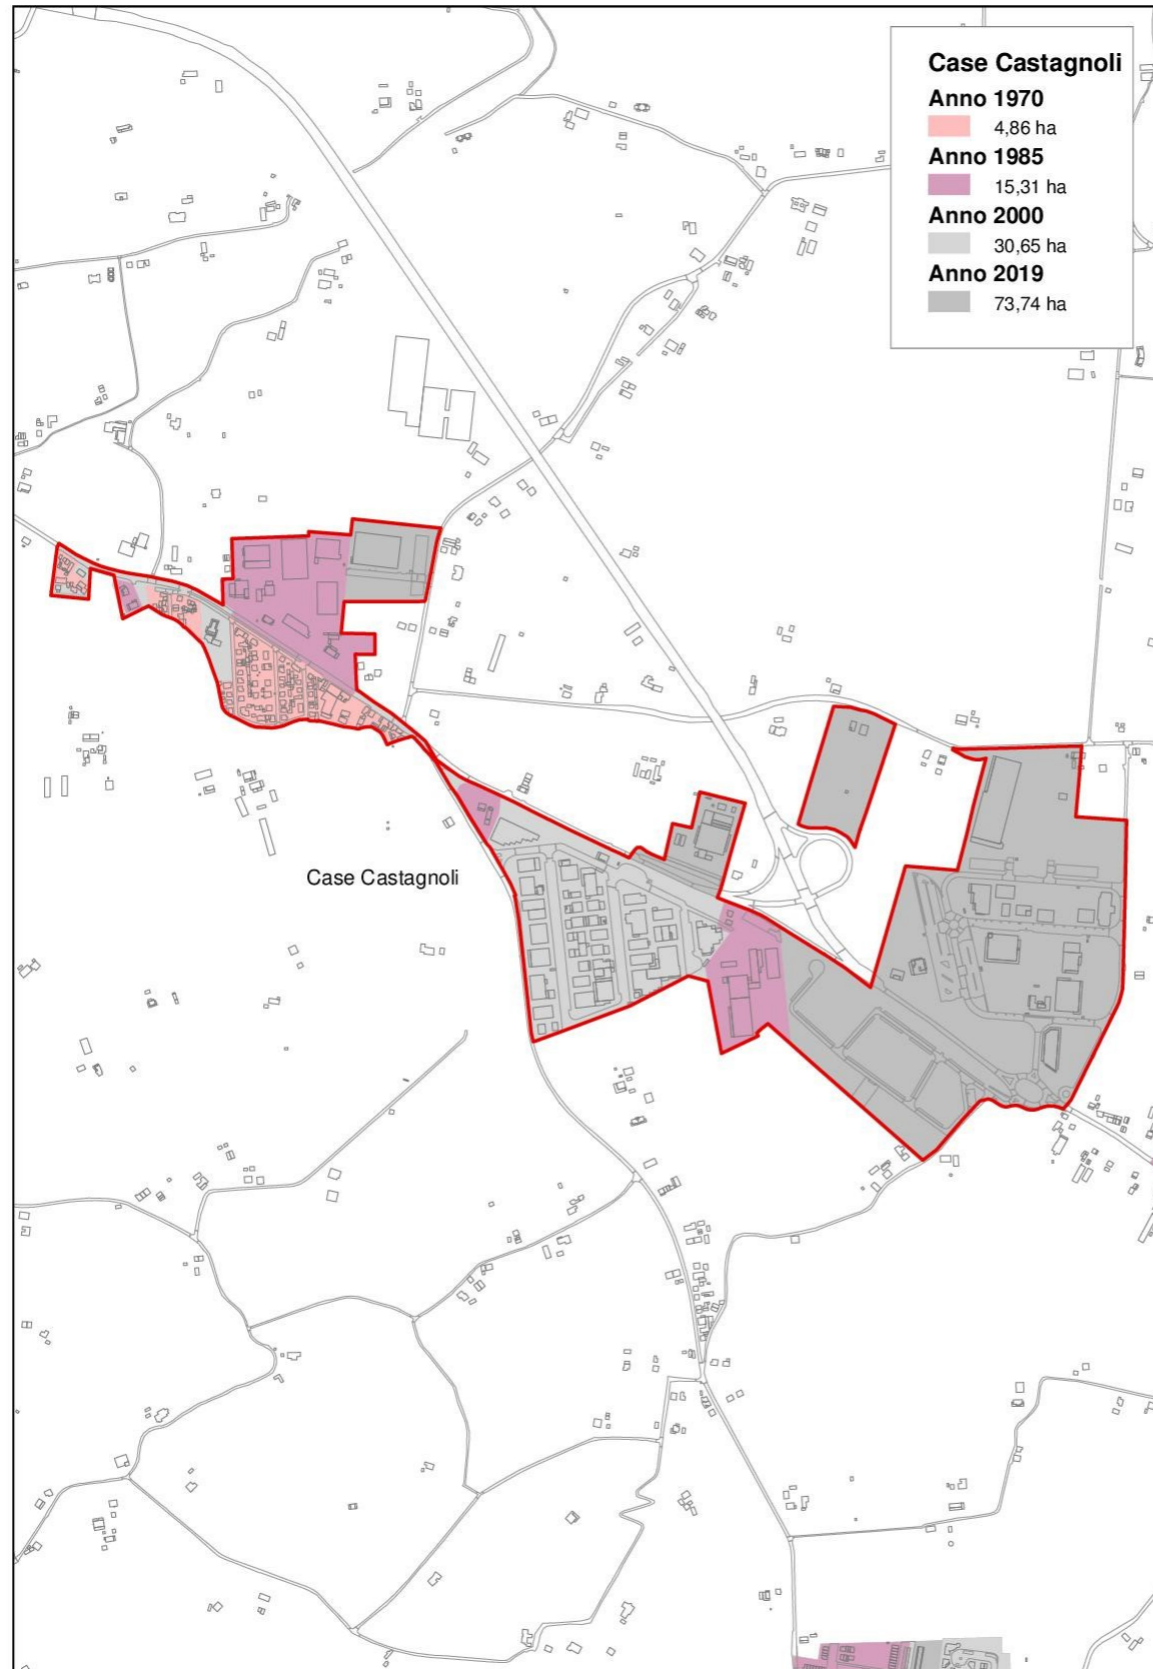 Case Castagnoli
Anno 1970
4,86 ha
Anno 1985
15,31 ha
Anno 2000
30,65 ha
Anno 2019
73,74 ha
Case Castagnoli